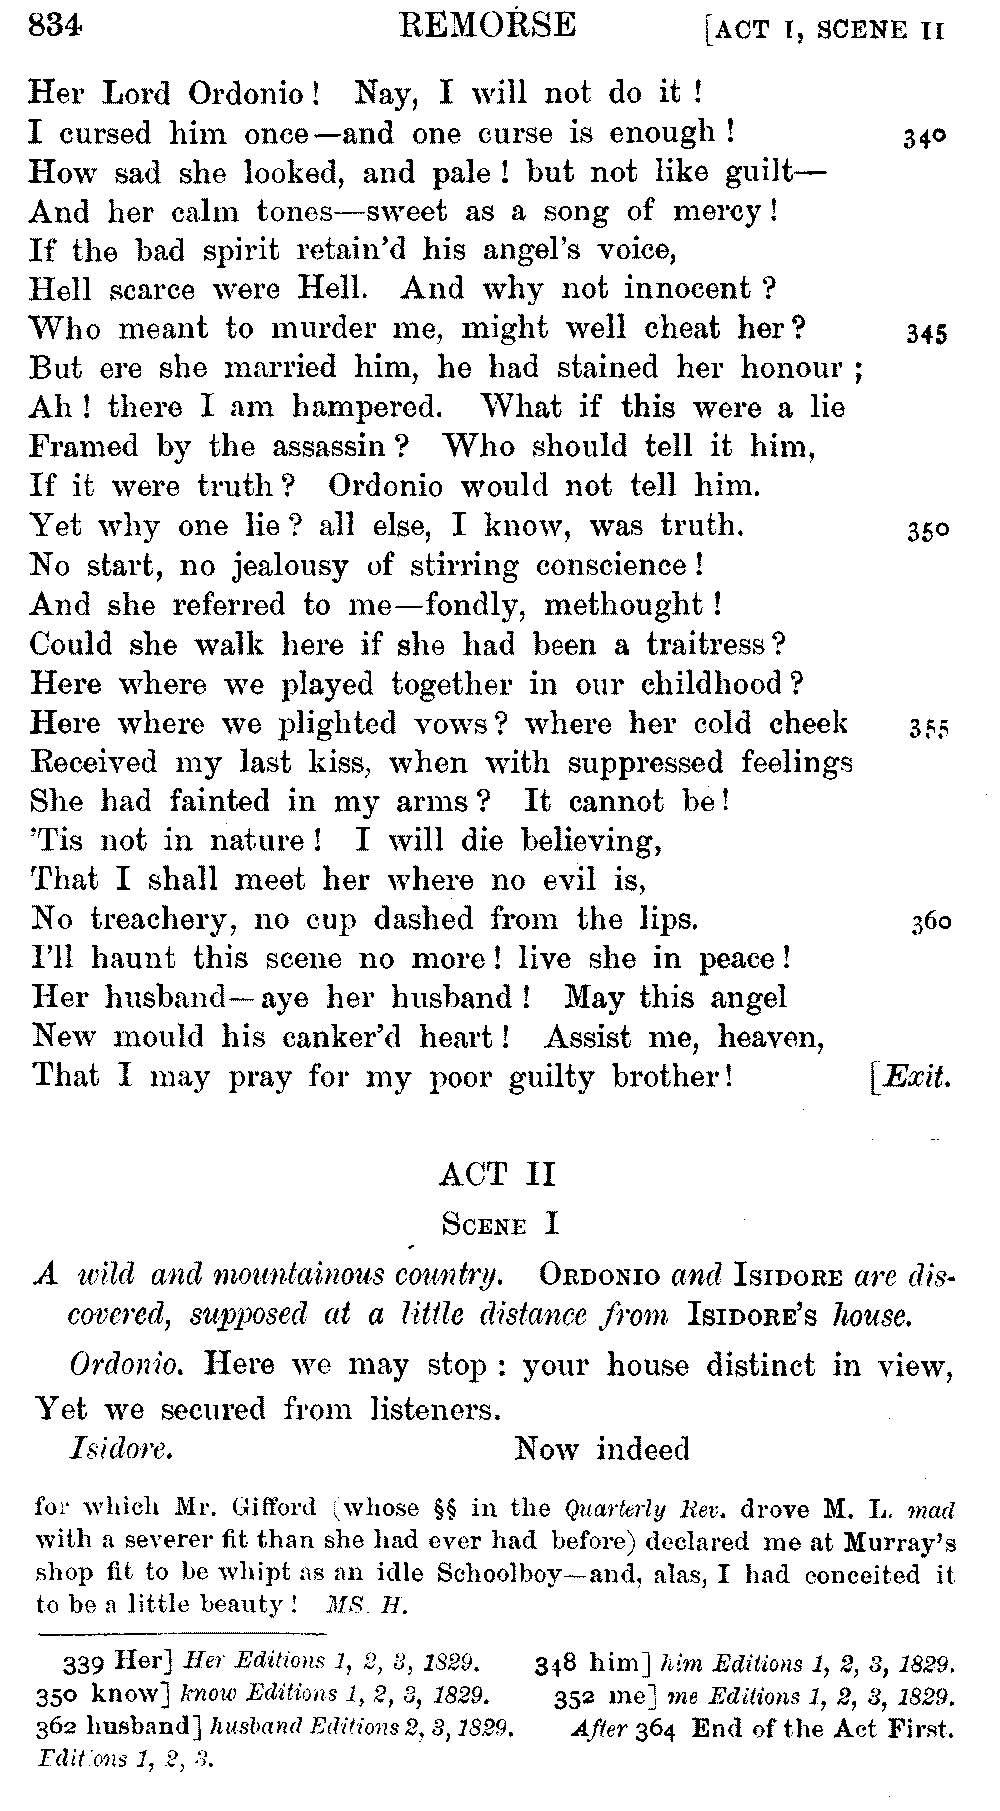 834 REMORSE [ACT I, SCENE II
Her Lord Ordonio! Nay, I will not do it!
I cursed him once—and one curse is enough! 340
How sad she looked, and pale! but not like guilt—
And her calm tones—sweet as a song of mercy!
If the bad spirit retain'd his angel's voice,
Hell scarce were Hell. And why not innocent?
Who meant to murder me, might well cheat her? 345
But ere she married him, he had stained her honour;
Ah! there I am hampered. What if this were a lie
Framed by the assassin? Who should tell it him,
If it were truth? Ordonio would not tell him.
Yet why one lie? all else, I know, was truth. 350
No start, no jealousy of stirring conscience!
And she referred to me—fondly, methought!
Could she walk here if she had been a traitress?
Here where we played together in our childhood?
Here where we plighted vows? where her cold cheek 355
Received my last kiss, when with suppressed feelings
She had fainted in my arms? It cannot be!
'Tis not in nature! I will die believing,
That I shall meet her where no evil is,
No treachery, no cup dashed from the lips. 360
I'll haunt this scene no more! live she in peace!
Her husband—aye her husband! May this angel
New mould his canker'd heart! Assist me, heaven,
That I may pray for my poor guilty brother! [Exit.
ACT II
SCENE I
A wild and mountainous country. ORDONIO and ISIDORE are dis-
covered, supposed at a little distance from ISIDORE'S house.
Ordonio. Here we may stop: your house distinct in view,
Yet we secured from listeners.
Isidore. Now indeed
for which Mr. Gifford (whose §§ in the Quarterly Rev. drove M. L. mad
with a severer fit than she had ever had before) declared me at Murray's
shop fit to be whipt as an idle Schoolboy—and, alas, I had conceited it
to be a little beauty! MS. H.
339 Her] Her Editions 1, 2, 3, 1829. 348 him] him Editions 1, 2, 3, 1829.
350 know] know Editions 1, 2, 3, 1829. 352 me] me Editions 1, 2, 3, 1829.
362 husband] husband Editions 2, 3, 1829. After 364 End of the Act First.
Editions 1, 2, 3.